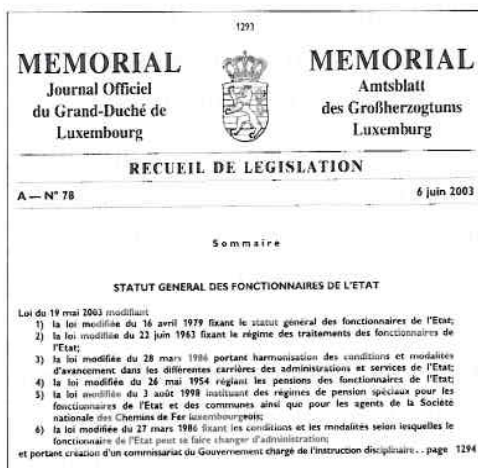 1293
MEMORIAL
Journal Officiel
du Grand-Duché de
Luxembourg
MEMORIAL
Amtsblatt
des Großherzogtums
Luxemburg
RECUEIL DE LEGISLATION
A — N° 78 6 juin 2003
Sommaire
STATUT GENERAL DES FONCTIONNAIRES DE L'ETAT
Loi du 19 mai 2003 modifiant
1) la loi modifiée du 16 avril 1979 fixant le statut général des fonctionnaires de l'Etat;
2) la loi modifiée du 22 juin 1963 fixant le régime des traitements des fonctionnaires de
l'Etat;
3) la loi modifiée du 28 mars 1986 portant harmonisation des conditions et modalités
d'avancement dans les différentes carrières des administrations et services de l'Etat;
4) la loi modifiée du 26 mai 1954 réglant les pensions des fonctionnaires de l'Etat;
5) la loi modifiée du 3 août 1998 instituant des régimes de pension spéciaux pour les
fonctionnaires de l'Etat et des communes ainsi que pour les agents de la Société
nationale des Chemins de Fer luxembourgeois;
6) la loi modifiée du 27 mars 1986 fixant les conditions et les modalités selon lesquelles le
fonctionnaire de l'Etat peut se faire changer d'administration;
et portant création d'un commissariat du Gouvernement chargé de l'instruction disciplinaire . . page 1294